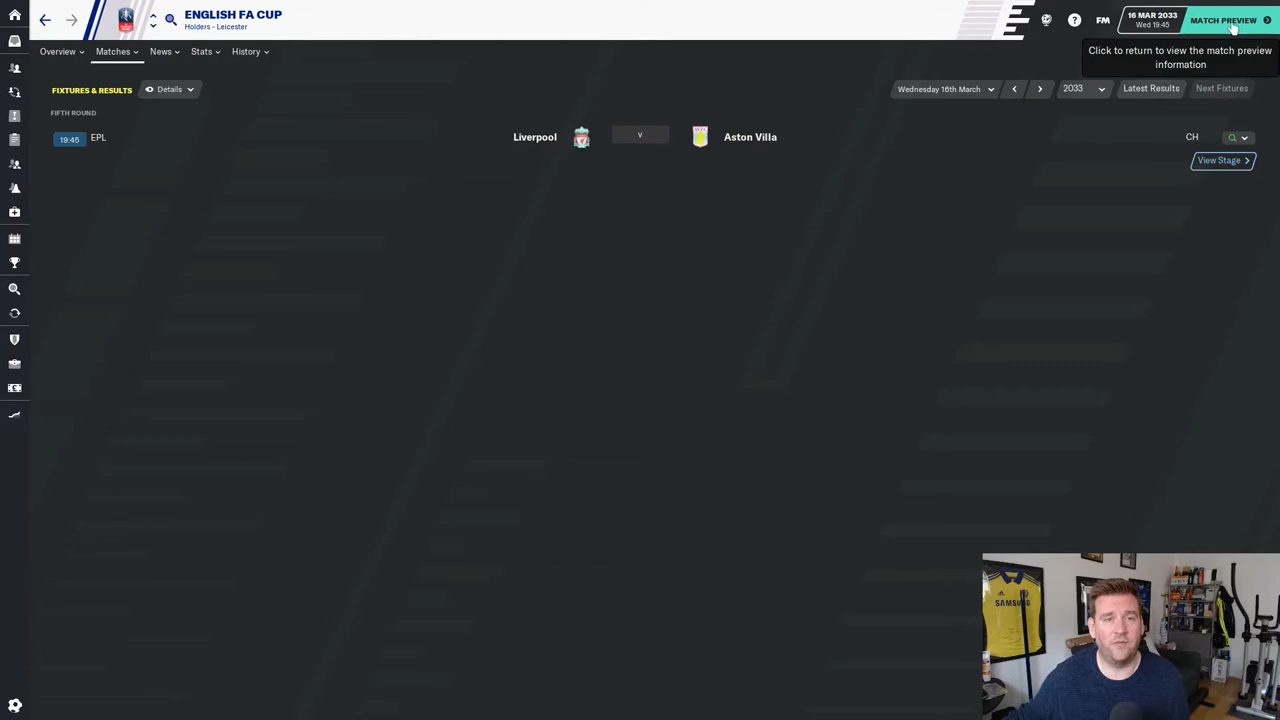 ENGLISH FA CUP
Holders - Leicester
FM
16 MAR 2033
Wed 19:45
MATCH PREVIEW
Click to return to view the match preview
information
Overview
Matches
News
Stats
History
FIXTURES & RESULTS
Details
Wednesday 16th March
2033
Latest Results
Next Fixtures
FIFTH ROUND
19:45
EPL
Liverpool
v
Aston Villa
CH
View Stage
SAMSUNG